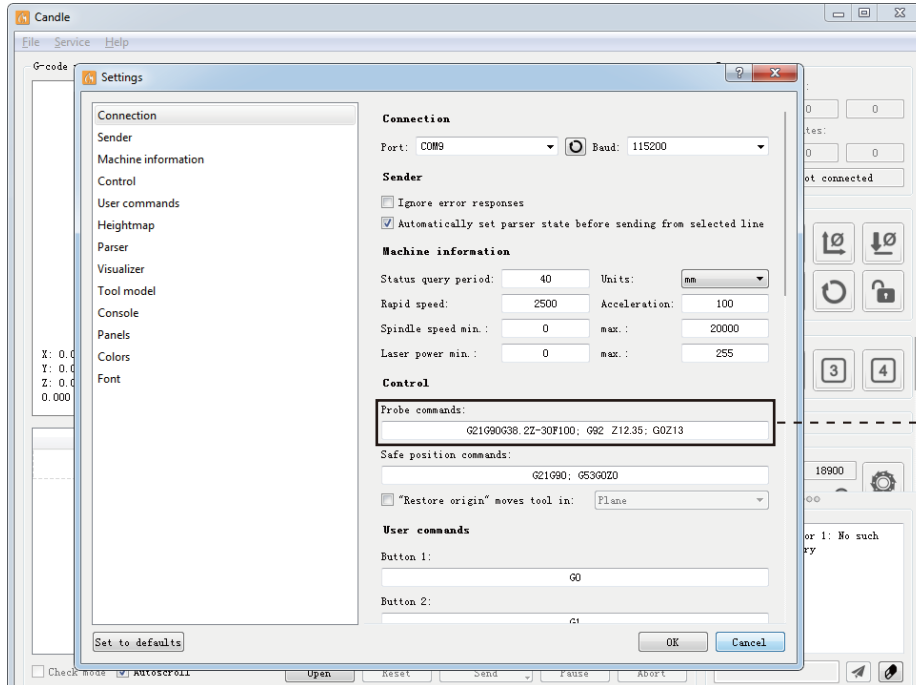 Candle
File Service Help
G-code
Settings
Connection
Sender
Machine information
Control
User commands
Heightmap
Parser
Visualizer
Tool model
Console
Panels
Colors
Font
Connection
Port: COM9 Baud: 115200
Sender
Ignore error responses
Automatically set parser state before sending from selected line
Machine information
Status query period: 40 Units: mm
Rapid speed: 2500 Acceleration: 100
Spindle speed min.: 0 max.: 20000
Laser power min.: 0 max.: 255
Control
Probe commands:
G21G90G38.2Z-30F100; G92 Z12.35; G0Z13
Safe position commands:
G21G90; G53G0Z0
"Restore origin" moves tool in: Plane
User commands
Button 1:
G0
Button 2:
G1
Set to defaults OK Cancel
X: 0.0
Y: 0.0
Z: 0.0
0.000
0 0
tes:
0 0
ot connected
3 4
18900
or 1: No such
ry
Check mode Autoscroll Open Reset Send Pause Abort